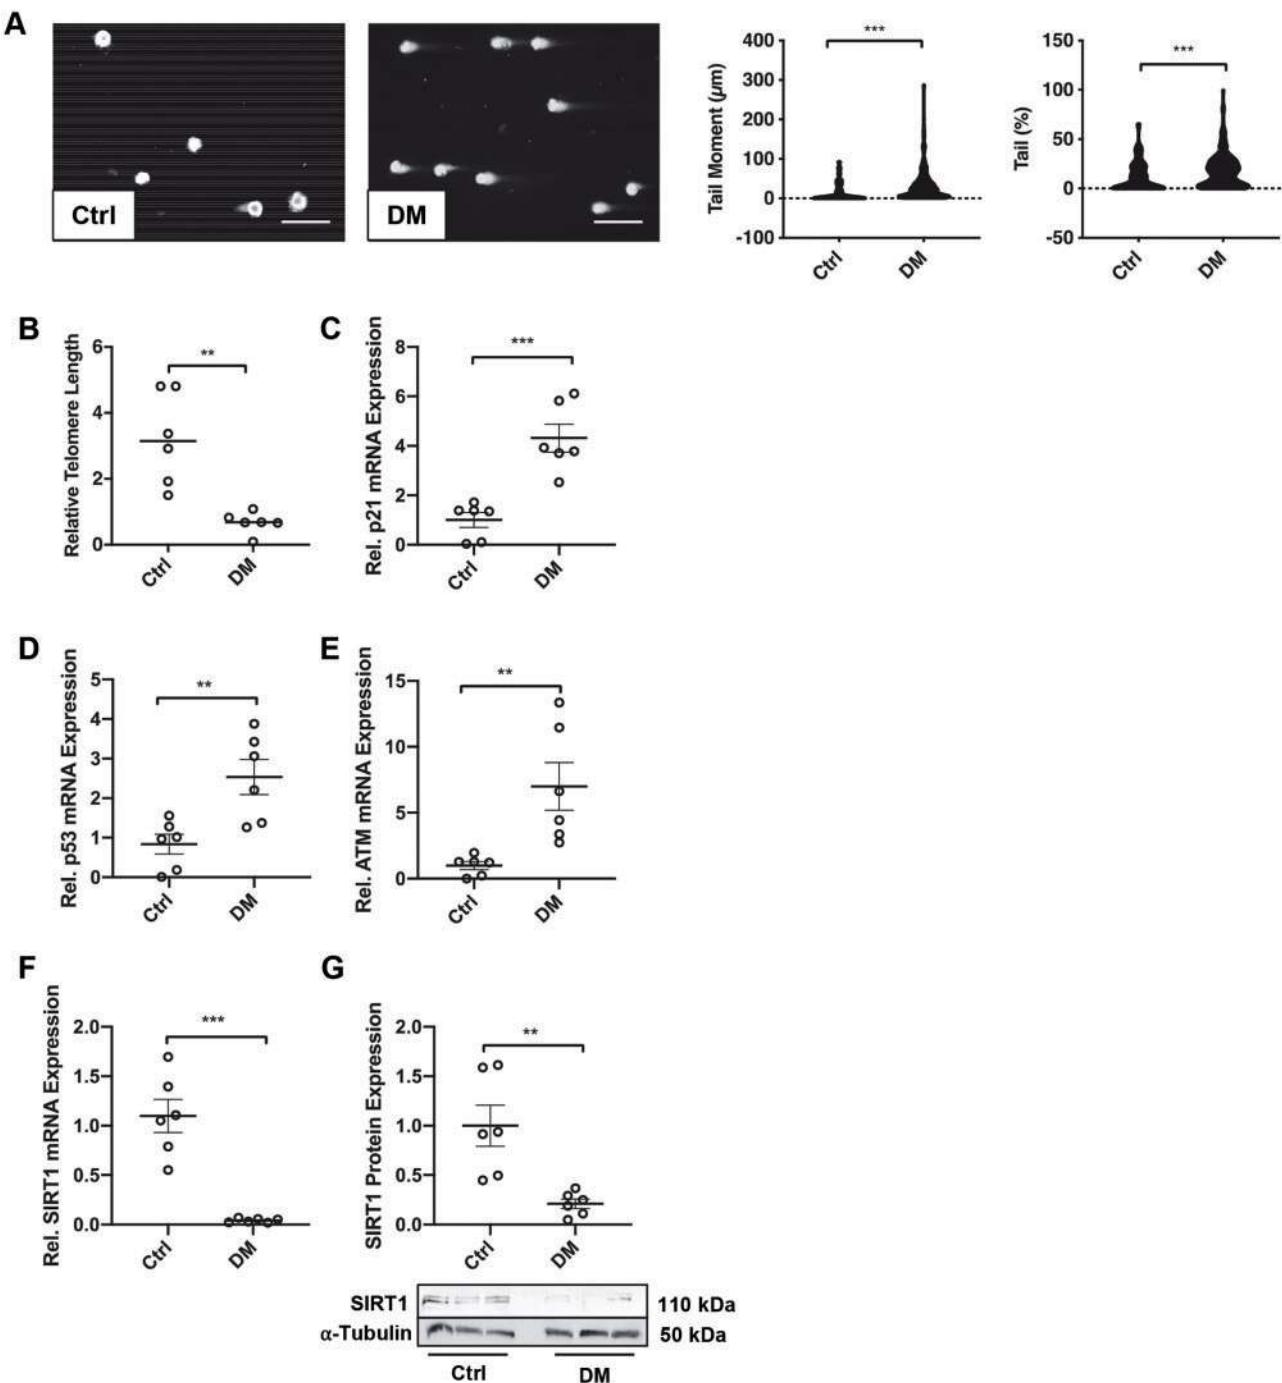 A
Ctrl
DM
Tail Moment (µm)
400
300
200
100
0
-100
***
Ctrl
DM
Tail (%)
150
100
50
0
-50
***
Ctrl
DM
B
Relative Telomere Length
6
4
2
0
**
Ctrl
DM
C
Rel. p21 mRNA Expression
8
6
4
2
0
***
Ctrl
DM
D
Rel. p53 mRNA Expression
5
4
3
2
1
0
**
Ctrl
DM
E
Rel. ATM mRNA Expression
15
10
5
0
**
Ctrl
DM
F
Rel. SIRT1 mRNA Expression
2.0
1.5
1.0
0.5
0.0
***
Ctrl
DM
G
SIRT1 Protein Expression
2.0
1.5
1.0
0.5
0.0
**
Ctrl
DM
SIRT1
110 kDa
α-Tubulin
50 kDa
Ctrl
DM